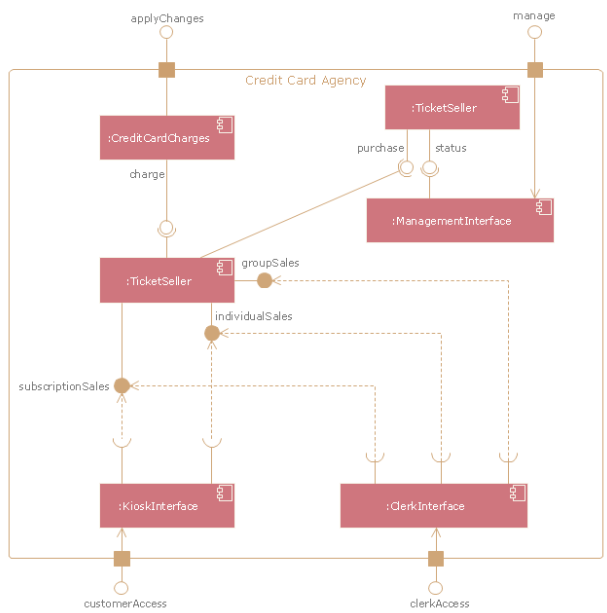 applyChanges
manage
Credit Card Agency
:TicketSeller
:CreditCardCharges
purchase
status
charge
:ManagementInterface
groupSales
:TicketSeller
individualSales
subscriptionSales
:KioskInterface
:ClerkInterface
customerAccess
clerkAccess